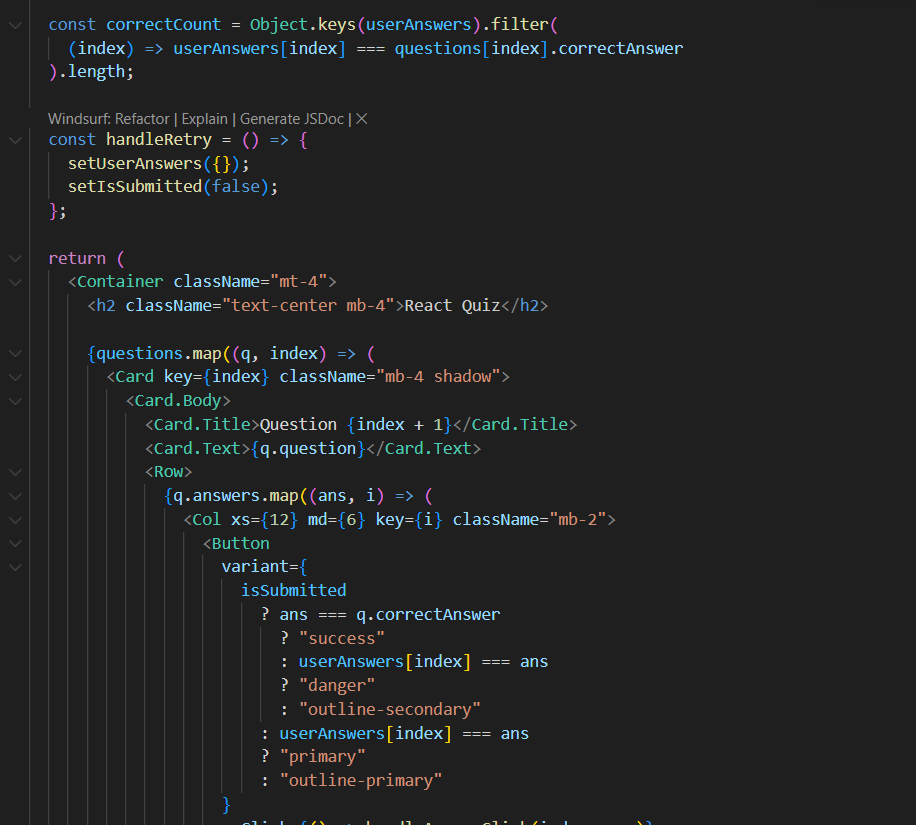 const correctCount = Object.keys(userAnswers).filter(
(index) => userAnswers[index] === questions[index].correctAnswer
).length;
Windsurf: Refactor | Explain | Generate JSDoc | ×
const handleRetry = () => {
setUserAnswers({});
setIsSubmitted(false);
};
return (
<Container className="mt-4">
<h2 className="text-center mb-4">React Quiz</h2>
{questions.map((q, index) => (
<Card key={index} className="mb-4 shadow">
<Card.Body>
<Card.Title>Question {index + 1}</Card.Title>
<Card.Text>{q.question}</Card.Text>
<Row>
{q.answers.map((ans, i) => (
<Col xs={12} md={6} key={i} className="mb-2">
<Button
variant={
isSubmitted
? ans === q.correctAnswer
? "success"
: userAnswers[index] === ans
? "danger"
: "outline-secondary"
: userAnswers[index] === ans
? "primary"
: "outline-primary"
}